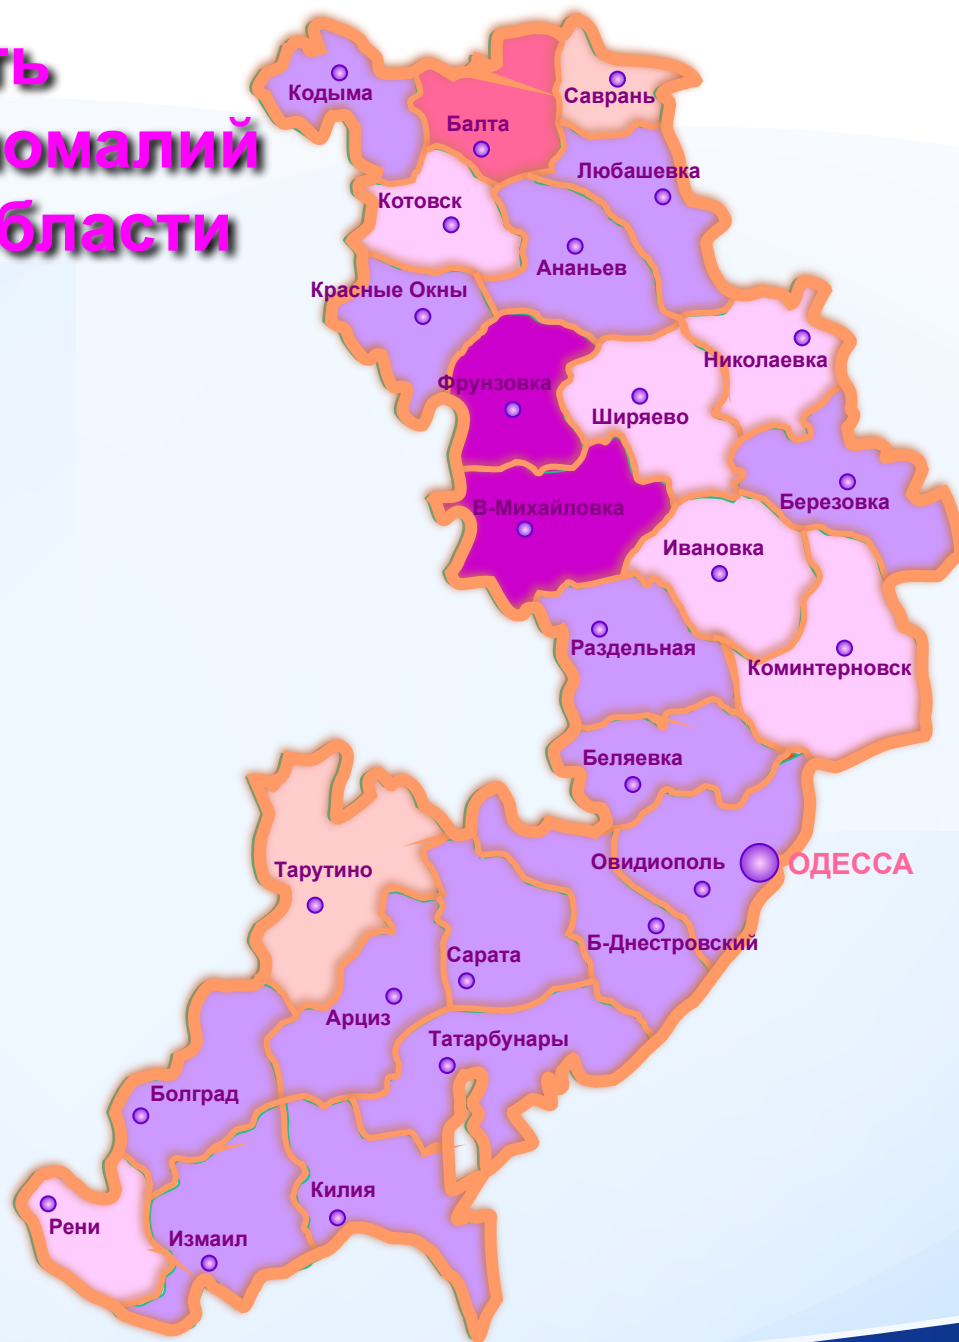 ть
омалий
бласти
Кодыма
Саврань
Балта
Любашевка
Котовск
Ананьев
Красные Окны
Николаевка
Фрунзовка
Ширяево
Березовка
В-Михайловка
Ивановка
Раздельная
Коминтерновск
Беляевка
Овидиополь
ОДЕССА
Тарутино
Б-Днестровский
Сарата
Арциз
Татарбунары
Болград
Килия
Рени
Измаил